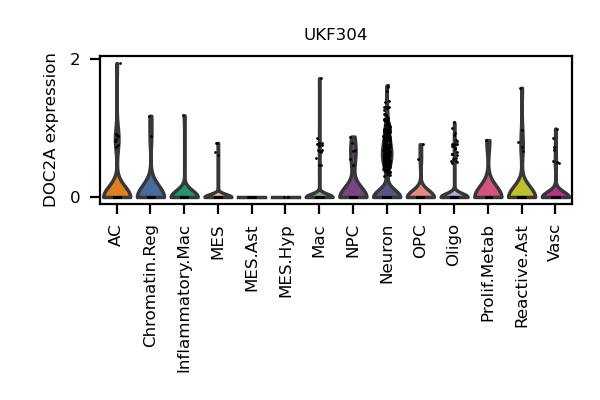 UKF304
DOC2A expression
2
0
AC
Chromatin.Reg
Inflammatory.Mac
MES
MES.Ast
MES.Hyp
Mac
NPC
Neuron
OPC
Oligo
Prolif.Metab
Reactive.Ast
Vasc